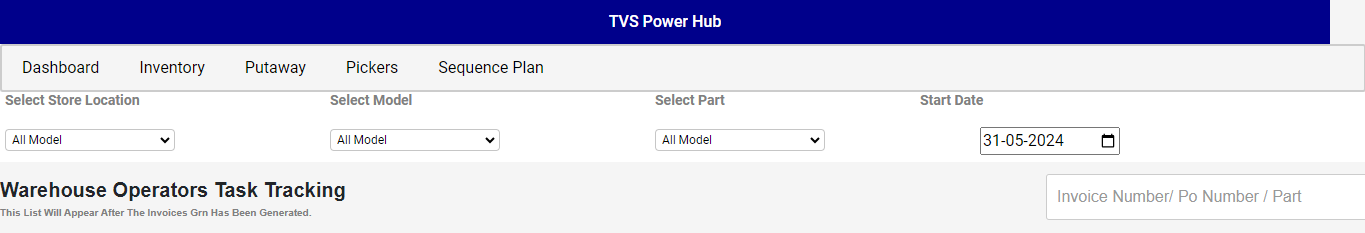 TVS Power Hub
Dashboard Inventory Putaway Pickers Sequence Plan
Select Store Location Select Model Select Part Start Date
All Model All Model All Model 31-05-2024
Warehouse Operators Task Tracking
This List Will Appear After The Invoices Grn Has Been Generated.
Invoice Number/ Po Number / Part